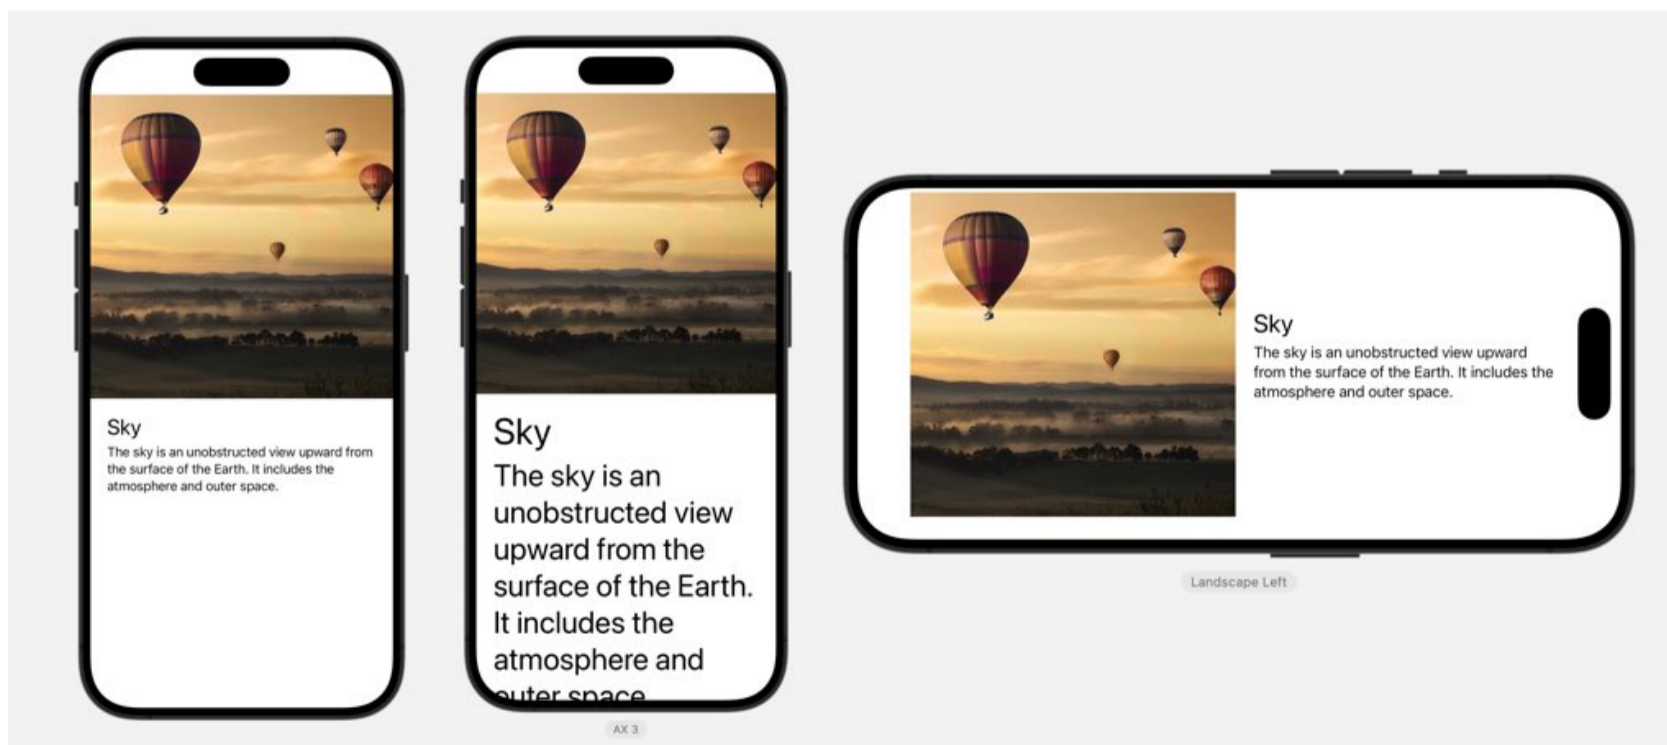 Sky
The sky is an unobstructed view upward from
the surface of the Earth. It includes the
atmosphere and outer space.
Sky
The sky is an
unobstructed view
upward from the
surface of the Earth.
It includes the
atmosphere and
outer space
AX 3
Sky
The sky is an unobstructed view upward
from the surface of the Earth. It includes the
atmosphere and outer space.
Landscape Left